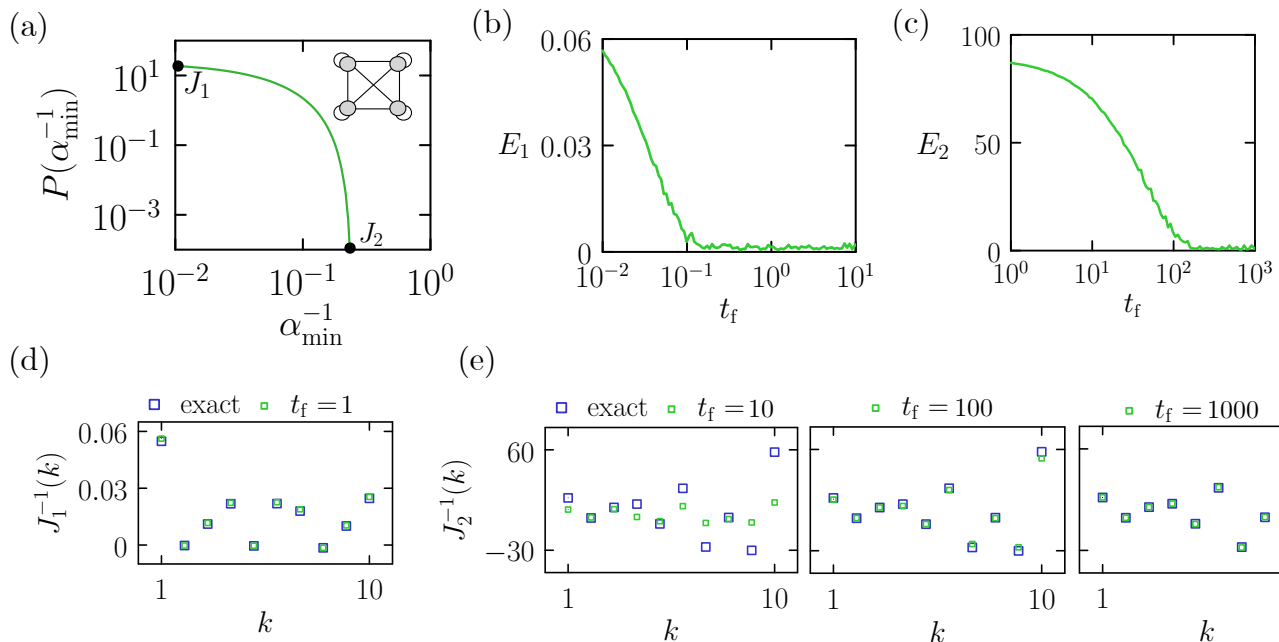 (a)
P(α_min^{-1})
10^1
10^{-1}
10^{-3}
J_1
J_2
10^{-2} 10^{-1} 10^0
α_min^{-1}
(b)
E_1
0.06
0.03
0
10^{-2} 10^{-1} 10^0 10^1
t_f
(c)
E_2
100
50
0
10^0 10^1 10^2 10^3
t_f
(d)
exact t_f = 1
J_1^{-1}(k)
0.06
0.03
0
1 10
k
(e)
exact t_f = 10 t_f = 100 t_f = 1000
J_2^{-1}(k)
60
−30
1 10 1 10 1
k k k